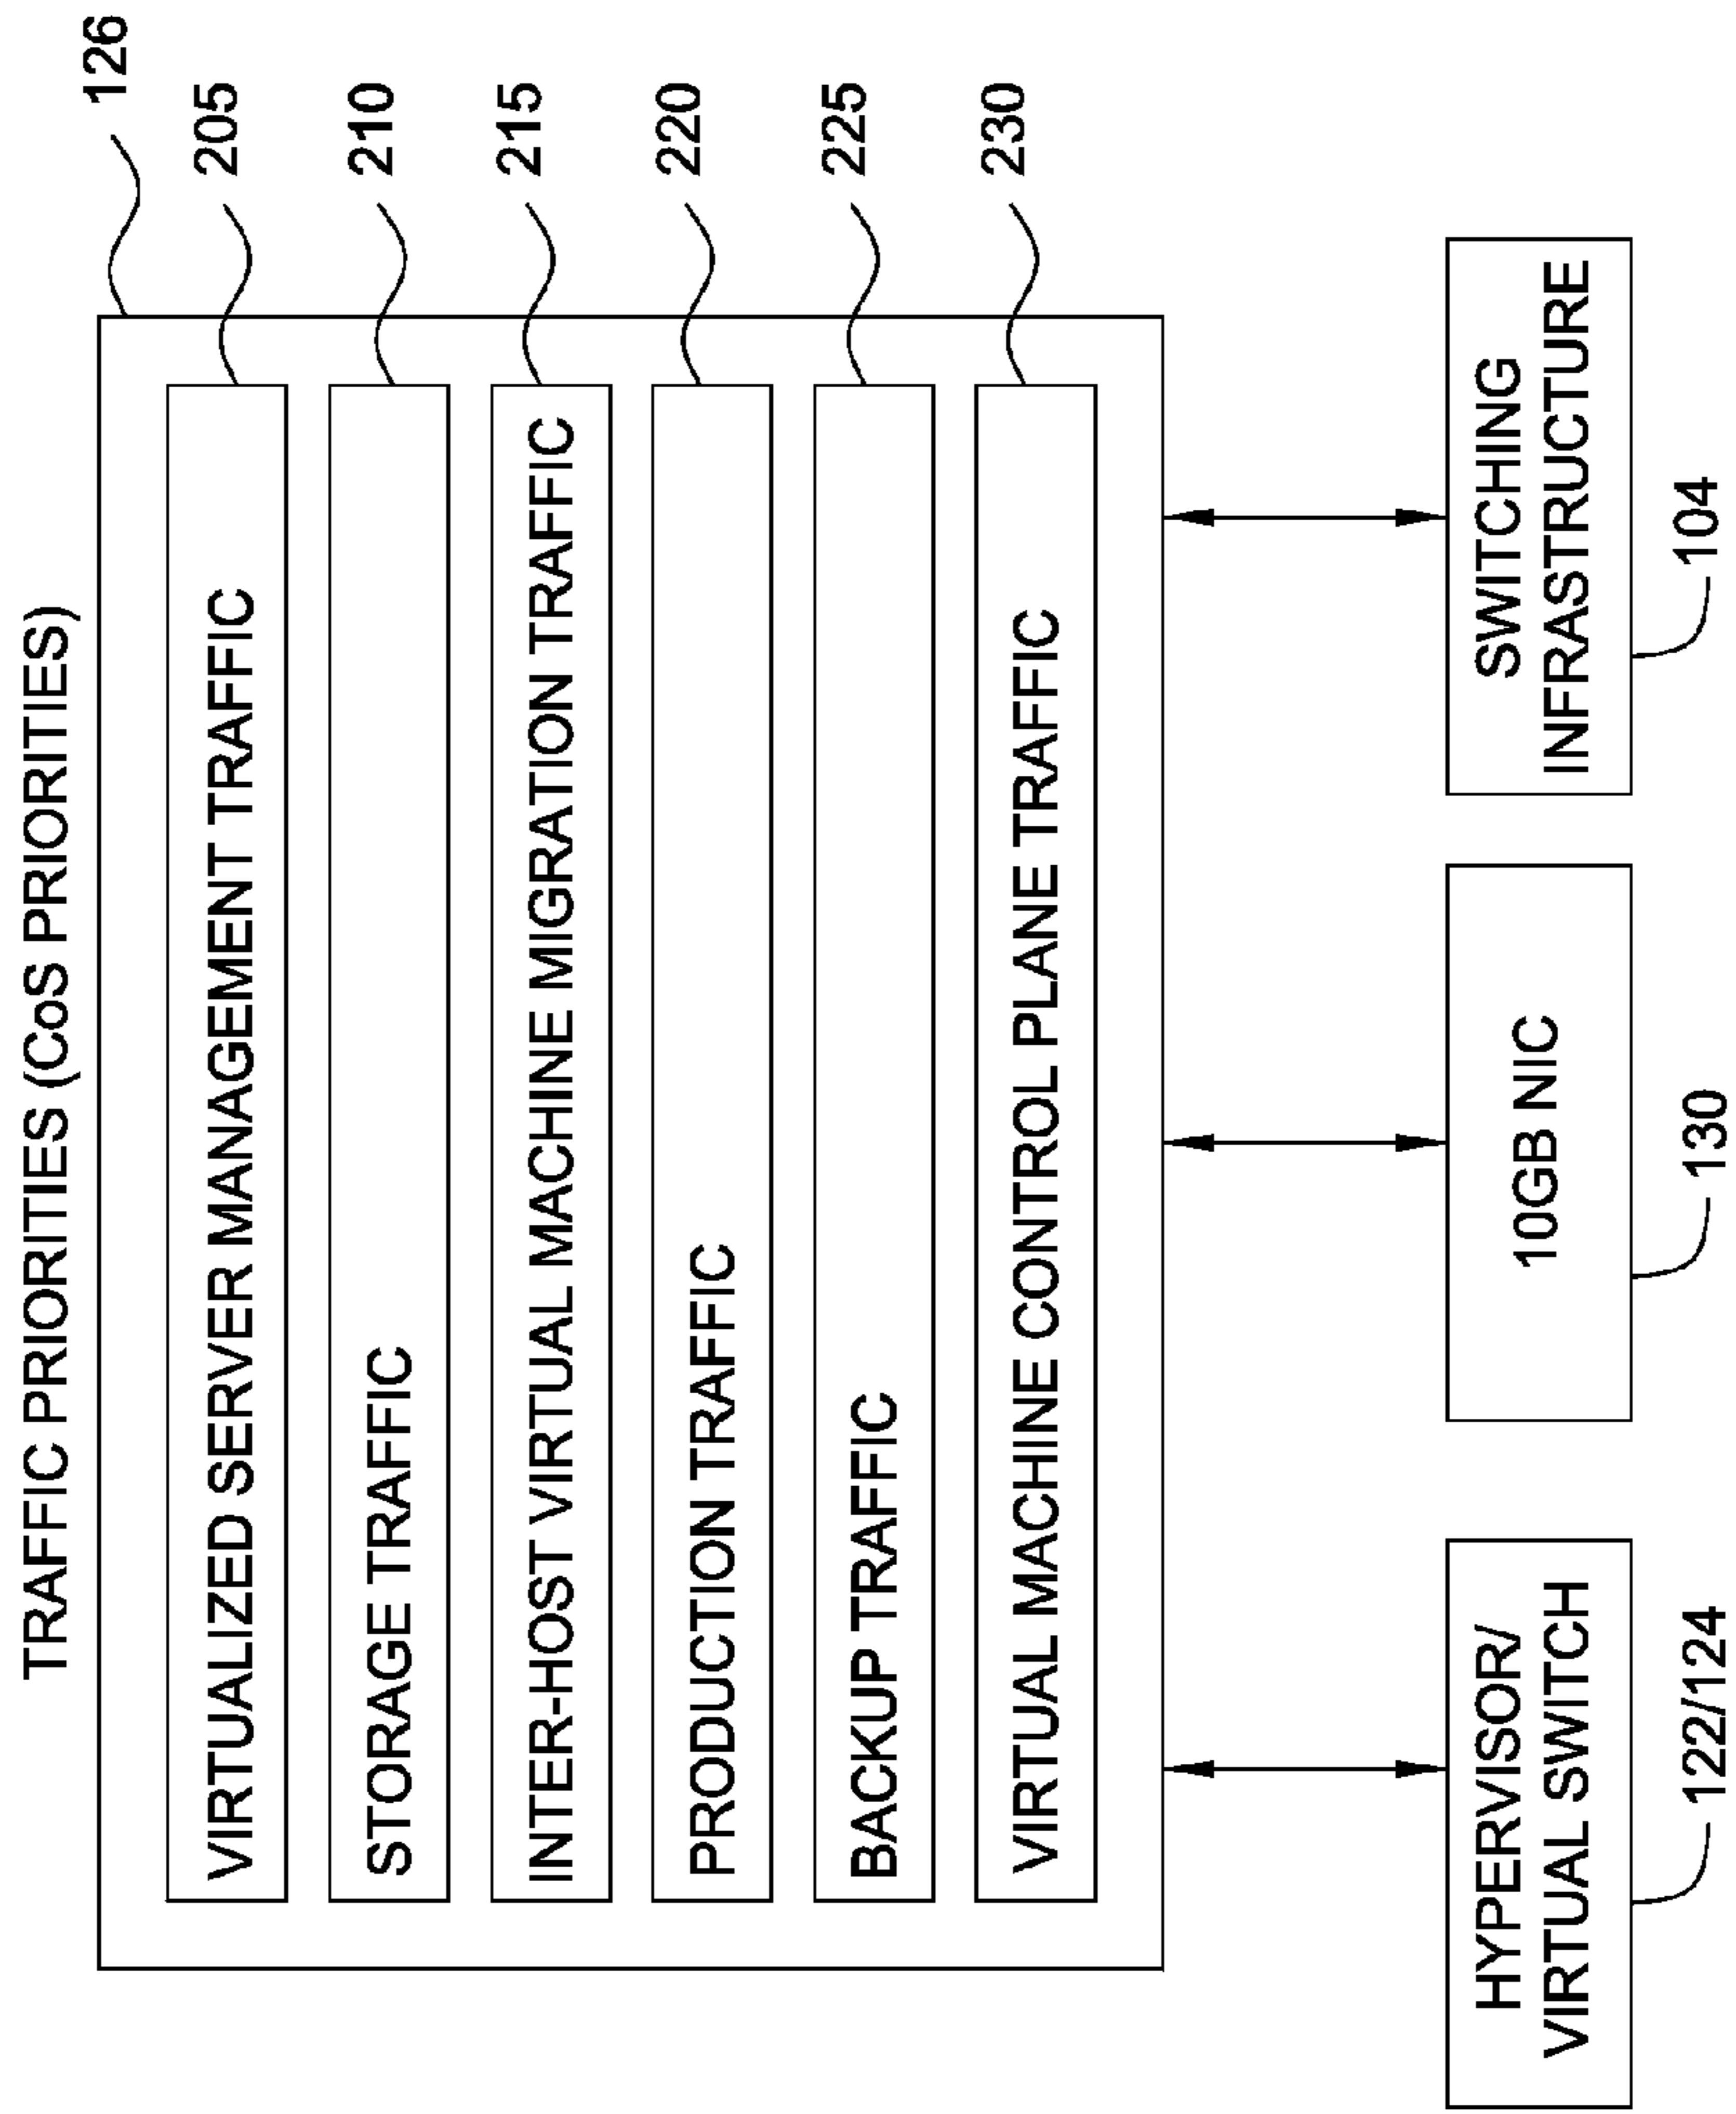 TRAFFIC PRIORITIES (CoS PRIORITIES)
126
VIRTUALIZED SERVER MANAGEMENT TRAFFIC
205
STORAGE TRAFFIC
210
INTER-HOST VIRTUAL MACHINE MIGRATION TRAFFIC
215
PRODUCTION TRAFFIC
220
BACKUP TRAFFIC
225
VIRTUAL MACHINE CONTROL PLANE TRAFFIC
230
HYPERVISOR/
VIRTUAL SWITCH
122/124
10GB NIC
130
SWITCHING
INFRASTRUCTURE
104